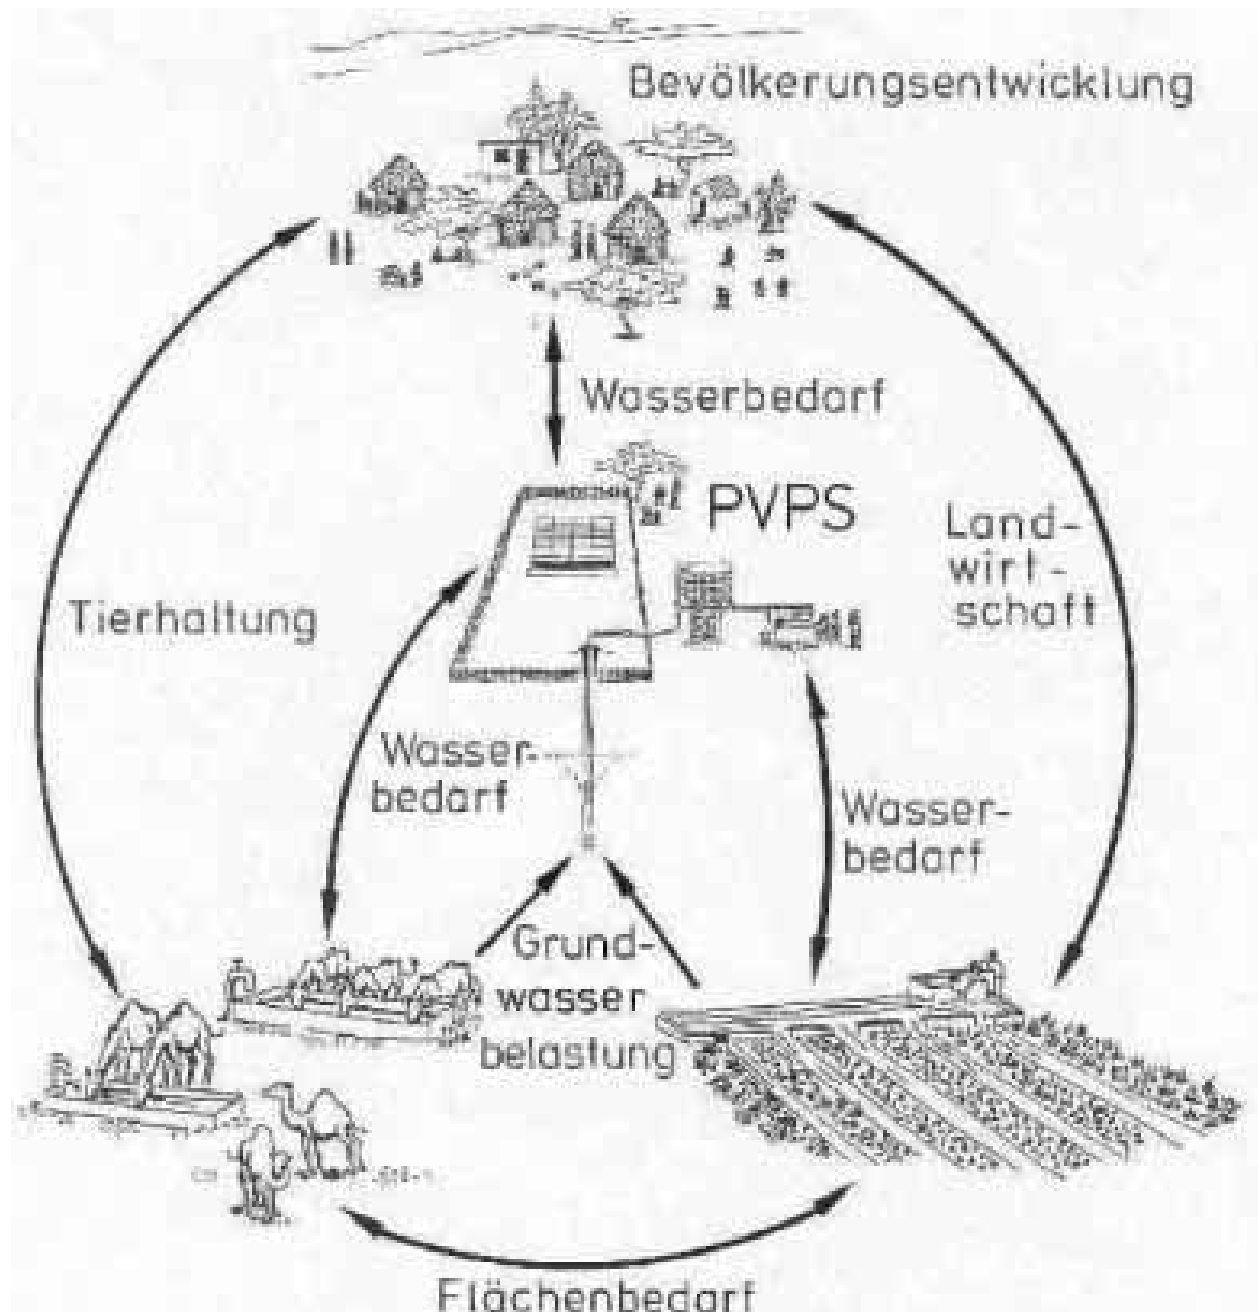 Bevölkerungsentwicklung
Wasserbedarf
PVPS
Land-
wirt-
schaft
Tierhaltung
Wasser-
bedarf
Wasser-
bedarf
Grund-
wasser
belastung
Flächenbedarf